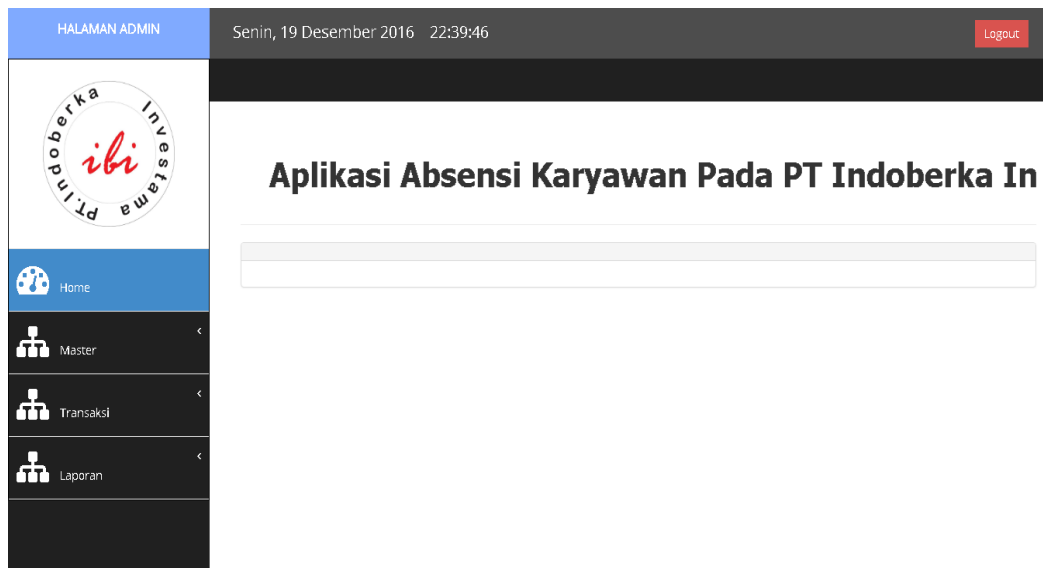 HALAMAN ADMIN
Senin, 19 Desember 2016 22:39:46
Logout
PT.Indoberka Investama
ibi
Aplikasi Absensi Karyawan Pada PT Indoberka In
Home
Master
Transaksi
Laporan